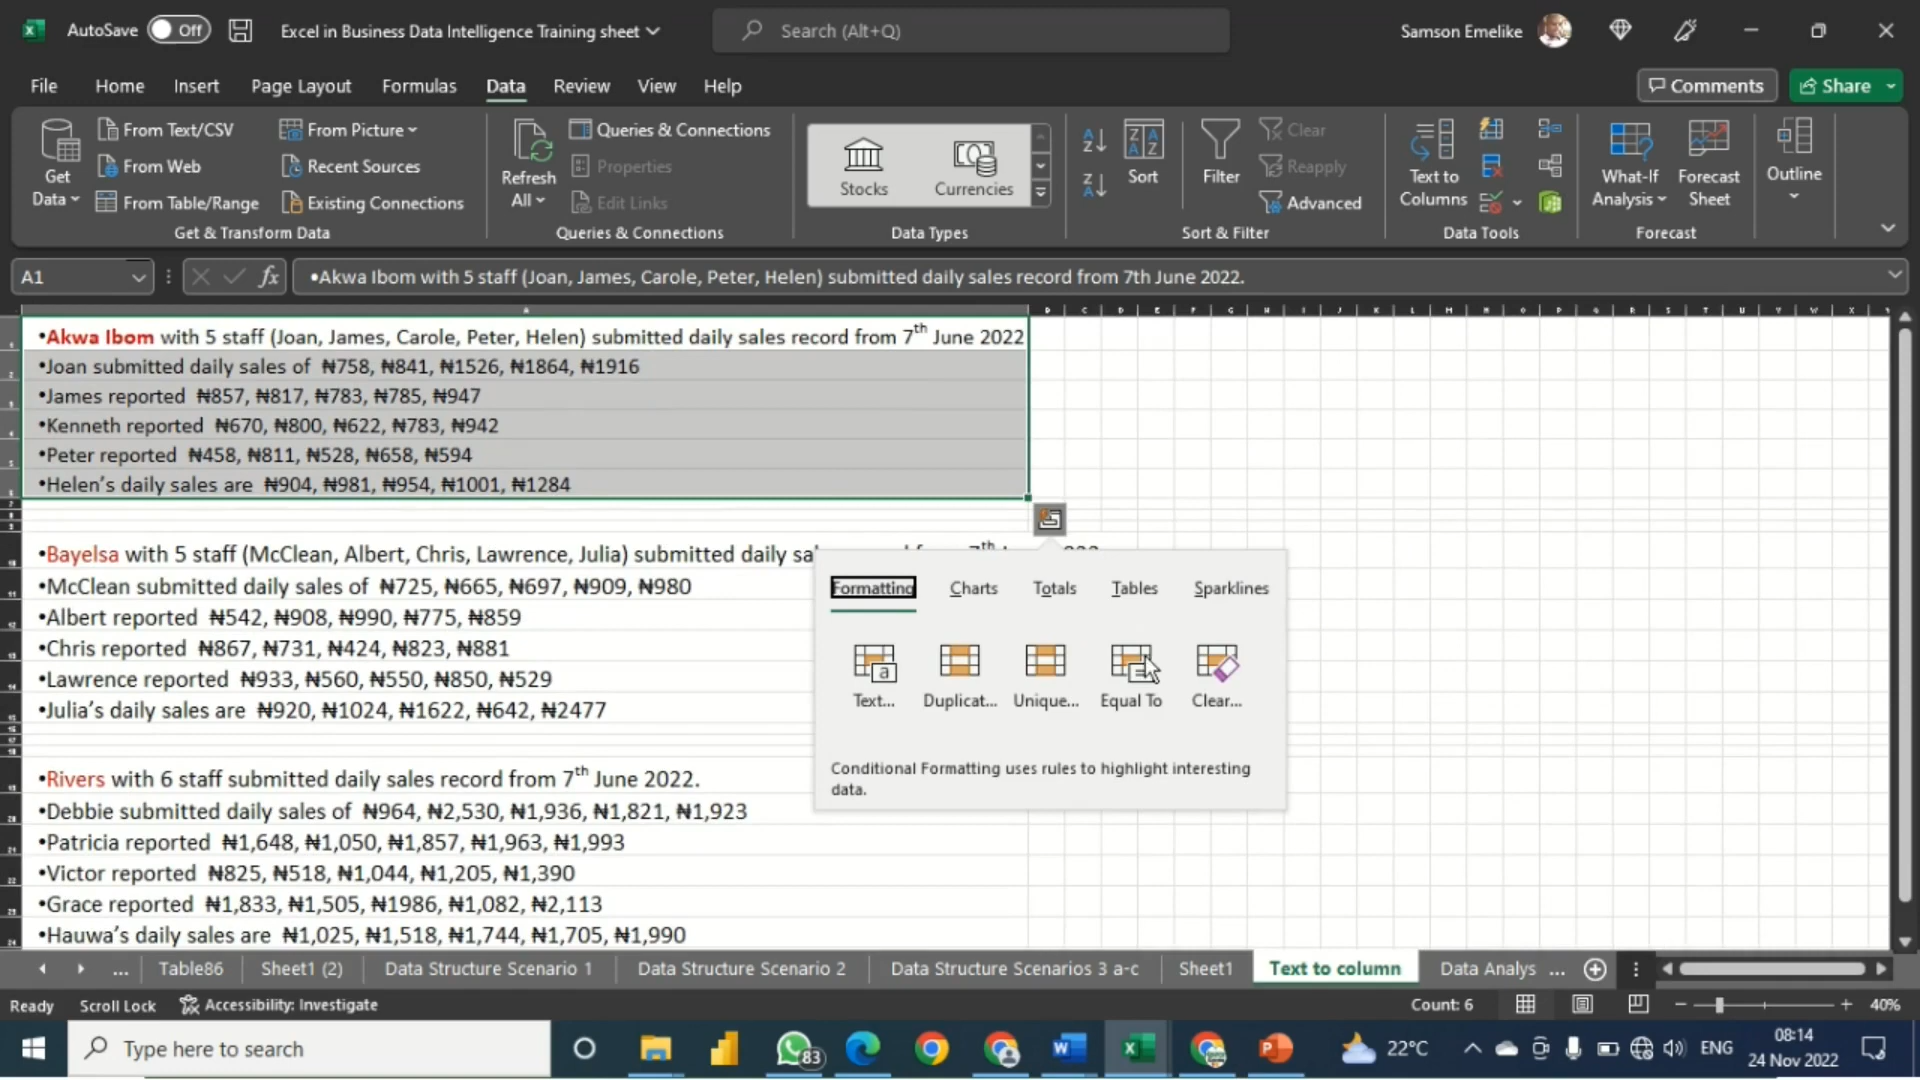 AutoSave Off Excel in Business Data Intelligence Training sheet Search (Alt+Q) Samson Emelike
File Home Insert Page Layout Formulas Data Review View Help Comments Share
Get Data
From Text/CSV
From Web
From Table/Range
From Picture
Recent Sources
Existing Connections
Get & Transform Data
Refresh All
Queries & Connections
Properties
Edit Links
Queries & Connections
Stocks
Currencies
Data Types
Sort
Filter
Clear
Reapply
Advanced
Sort & Filter
Text to Columns
Data Tools
What-If Analysis
Forecast Sheet
Forecast
Outline
A1 fx •Akwa Ibom with 5 staff (Joan, James, Carole, Peter, Helen) submitted daily sales record from 7th June 2022.
•Akwa Ibom with 5 staff (Joan, James, Carole, Peter, Helen) submitted daily sales record from 7th June 2022
•Joan submitted daily sales of ₦758, ₦841, ₦1526, ₦1864, ₦1916
•James reported ₦857, ₦817, ₦783, ₦785, ₦947
•Kenneth reported ₦670, ₦800, ₦622, ₦783, ₦942
•Peter reported ₦458, ₦811, ₦528, ₦658, ₦594
•Helen’s daily sales are ₦904, ₦981, ₦954, ₦1001, ₦1284
•Bayelsa with 5 staff (McClean, Albert, Chris, Lawrence, Julia) submitted daily
•McClean submitted daily sales of ₦725, ₦665, ₦697, ₦909, ₦980
•Albert reported ₦542, ₦908, ₦990, ₦775, ₦859
•Chris reported ₦867, ₦731, ₦424, ₦823, ₦881
•Lawrence reported ₦933, ₦560, ₦550, ₦850, ₦529
•Julia’s daily sales are ₦920, ₦1024, ₦1622, ₦642, ₦2477
•Rivers with 6 staff submitted daily sales record from 7th June 2022.
•Debbie submitted daily sales of ₦964, ₦2,530, ₦1,936, ₦1,821, ₦1,923
•Patricia reported ₦1,648, ₦1,050, ₦1,857, ₦1,963, ₦1,993
•Victor reported ₦825, ₦518, ₦1,044, ₦1,205, ₦1,390
•Grace reported ₦1,833, ₦1,505, ₦1986, ₦1,082, ₦2,113
•Hauwa’s daily sales are ₦1,025, ₦1,518, ₦1,744, ₦1,705, ₦1,990
Formatting Charts Totals Tables Sparklines
Text... Duplicat... Unique... Equal To Clear...
Conditional Formatting uses rules to highlight interesting
data.
... Table86 Sheet1 (2) Data Structure Scenario 1 Data Structure Scenario 2 Data Structure Scenarios 3 a-c Sheet1 Text to column Data Analys ...
Ready Scroll Lock Accessibility: Investigate Count: 6 40%
Type here to search 83 22°C ENG 08:14
24 Nov 2022